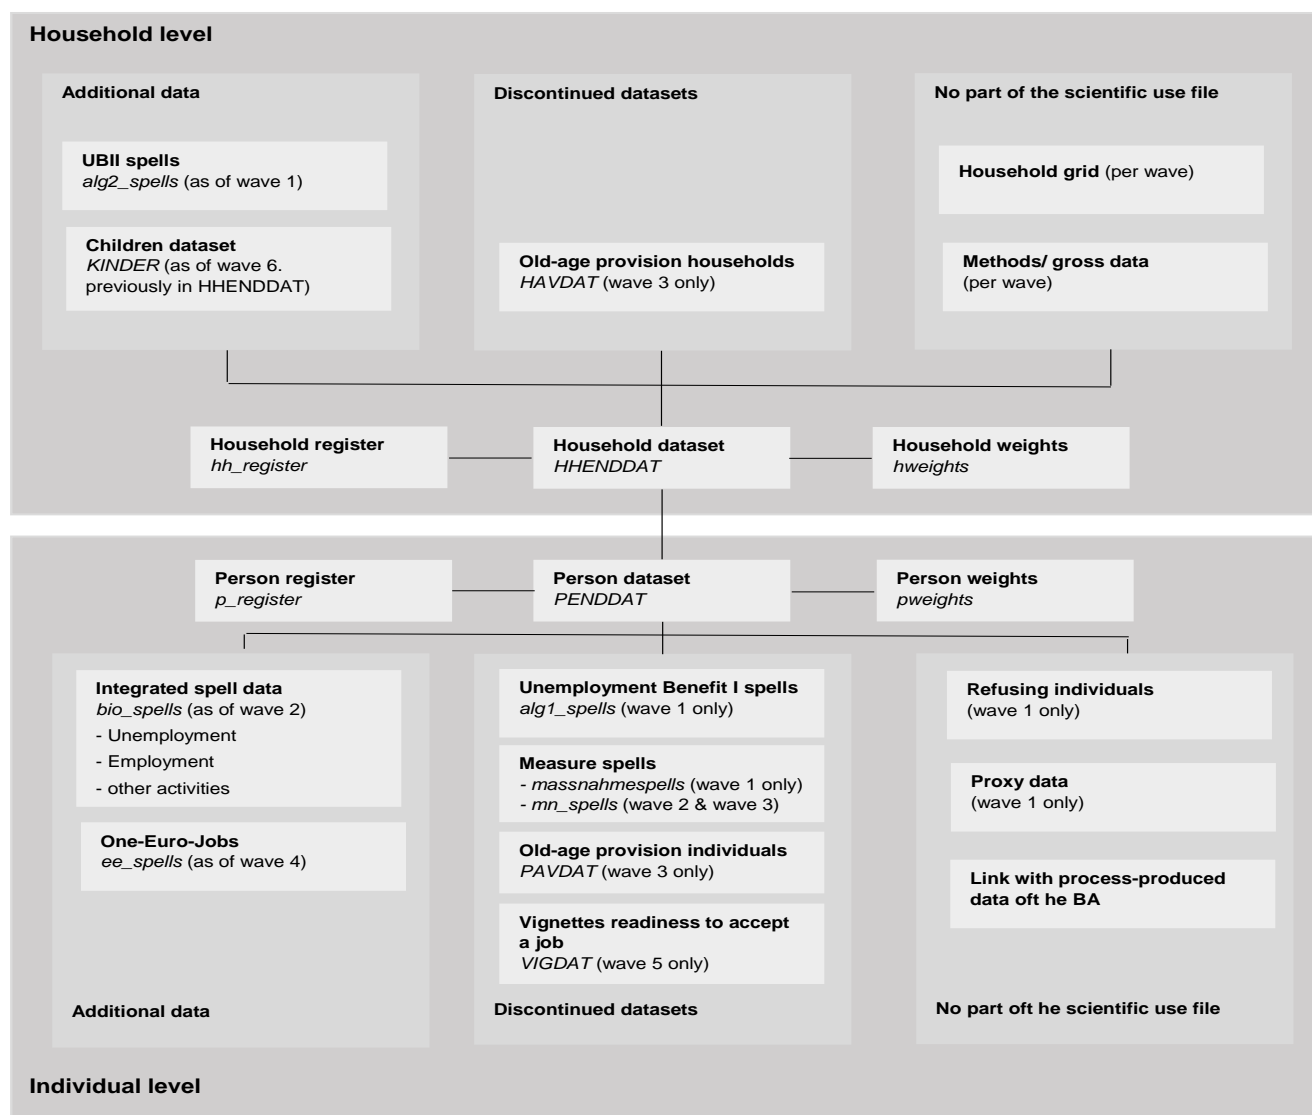 Household level
Additional data
UBII spells
alg2_spells (as of wave 1)
Children dataset
KINDER (as of wave 6.
previously in HHENDDAT)
Discontinued datasets
Old-age provision households
HAVDAT (wave 3 only)
No part of the scientific use file
Household grid (per wave)
Methods/ gross data
(per wave)
Household register
hh_register
Household dataset
HHENDDAT
Household weights
hweights
Person register
p_register
Person dataset
PENDDAT
Person weights
pweights
Integrated spell data
bio_spells (as of wave 2)
- Unemployment
- Employment
- other activities
One-Euro-Jobs
ee_spells (as of wave 4)
Additional data
Unemployment Benefit I spells
alg1_spells (wave 1 only)
Measure spells
- massnahmespells (wave 1 only)
- mn_spells (wave 2 & wave 3)
Old-age provision individuals
PAVDAT (wave 3 only)
Vignettes readiness to accept
a job
VIGDAT (wave 5 only)
Discontinued datasets
Refusing individuals
(wave 1 only)
Proxy data
(wave 1 only)
Link with process-produced
data oft he BA
No part oft he scientific use file
Individual level